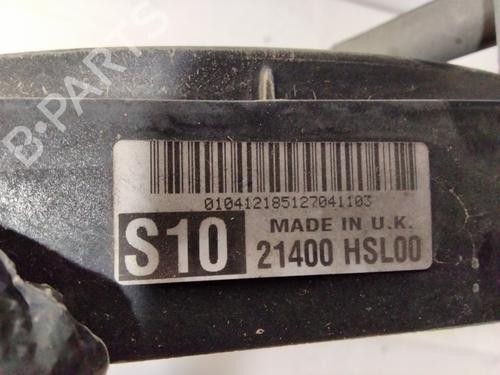 B-PARTS
010412185127041103
S10
MADE IN U.K.
21400 HSL00